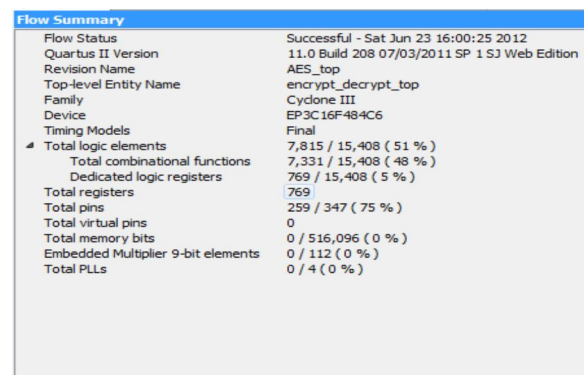 Flow Summary
Flow Status Successful - Sat Jun 23 16:00:25 2012
Quartus II Version 11.0 Build 208 07/03/2011 SP 1 SJ Web Edition
Revision Name AES_top
Top-level Entity Name encrypt_decrypt_top
Family Cyclone III
Device EP3C16F484C6
Timing Models Final
Total logic elements 7,815 / 15,408 ( 51 % )
Total combinational functions 7,331 / 15,408 ( 48 % )
Dedicated logic registers 769 / 15,408 ( 5 % )
Total registers 769
Total pins 259 / 347 ( 75 % )
Total virtual pins 0
Total memory bits 0 / 516,096 ( 0 % )
Embedded Multiplier 9-bit elements 0 / 112 ( 0 % )
Total PLLs 0 / 4 ( 0 % )